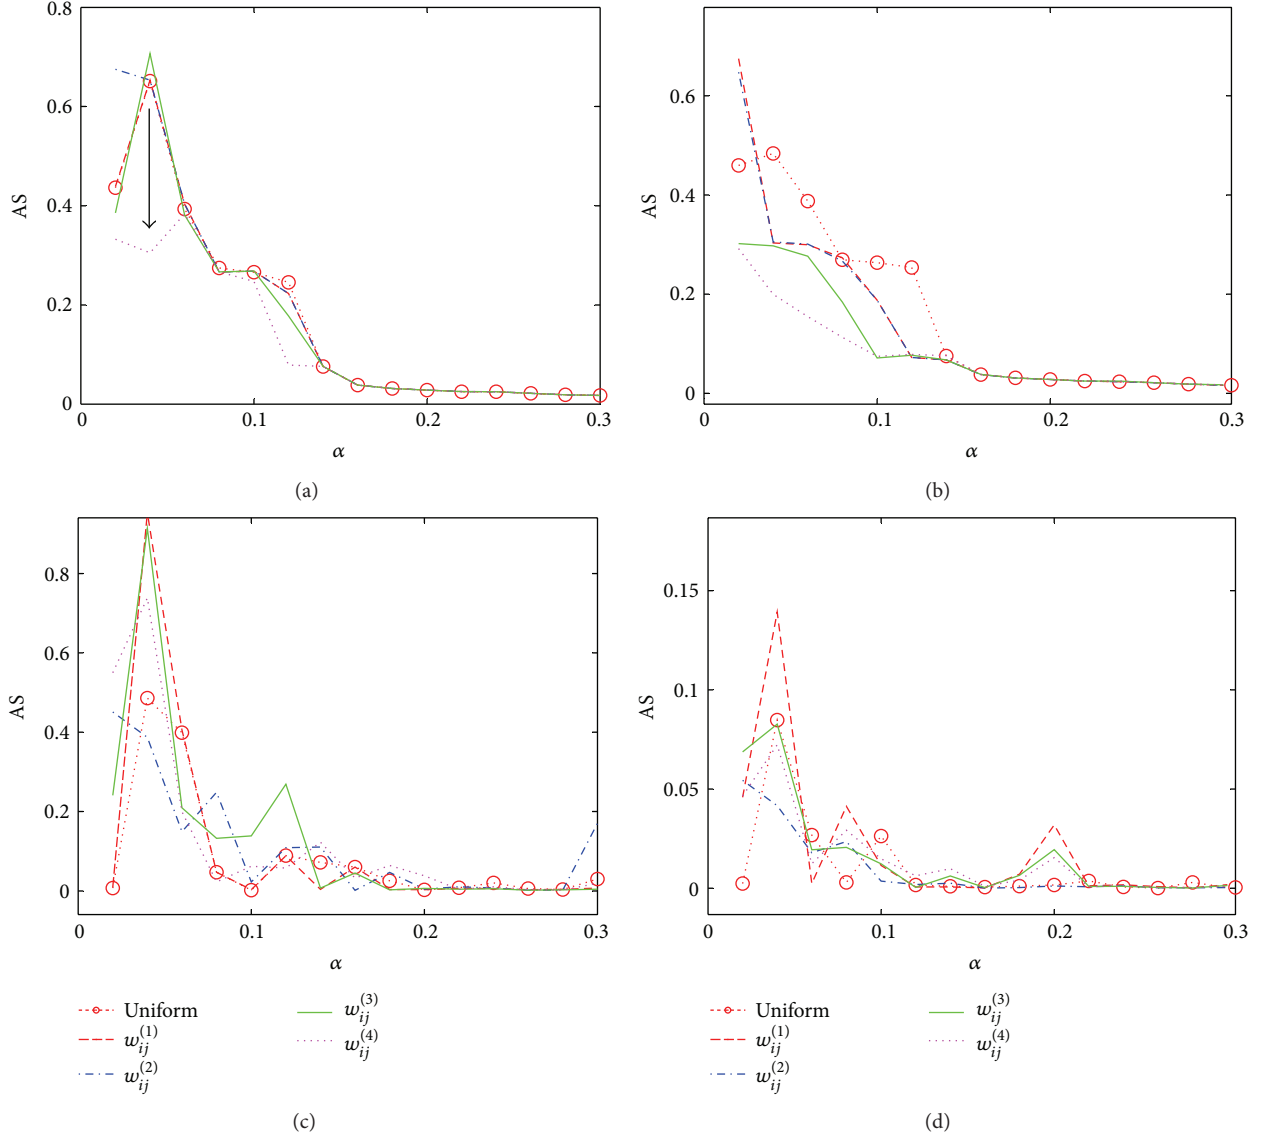 0.8
0.6
0.4
0.2
0
AS
0
0.1
0.2
0.3
α
(a)
0.6
0.4
0.2
0
AS
0
0.1
0.2
0.3
α
(b)
0.8
0.6
0.4
0.2
0
AS
0
0.1
0.2
0.3
α
Uniform
w_{ij}^{(1)}
w_{ij}^{(2)}
w_{ij}^{(3)}
w_{ij}^{(4)}
(c)
0.15
0.1
0.05
0
AS
0
0.1
0.2
0.3
α
Uniform
w_{ij}^{(1)}
w_{ij}^{(2)}
w_{ij}^{(3)}
w_{ij}^{(4)}
(d)